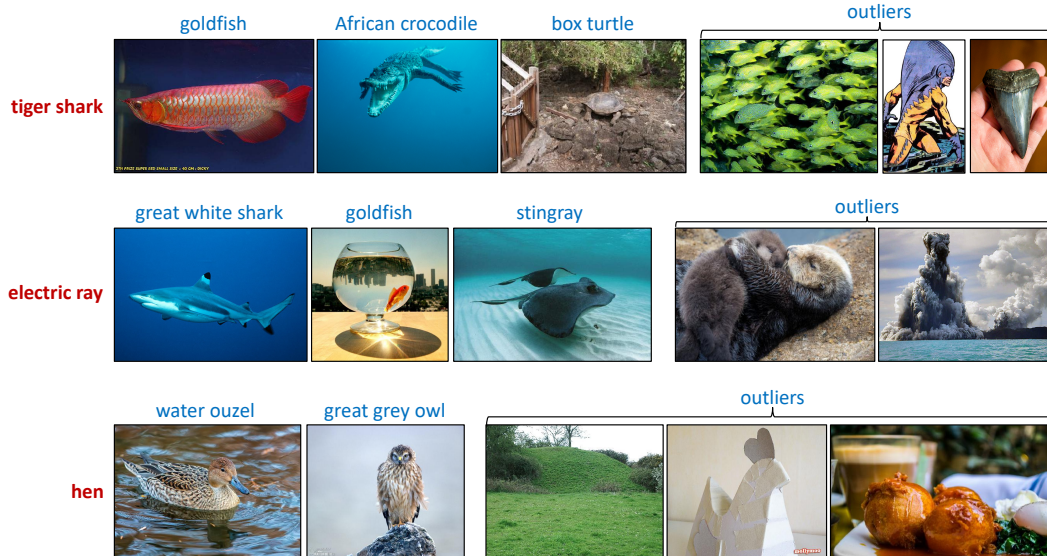 goldfish
African crocodile
box turtle
outliers
tiger shark
great white shark
goldfish
stingray
outliers
electric ray
water ouzel
great grey owl
outliers
hen